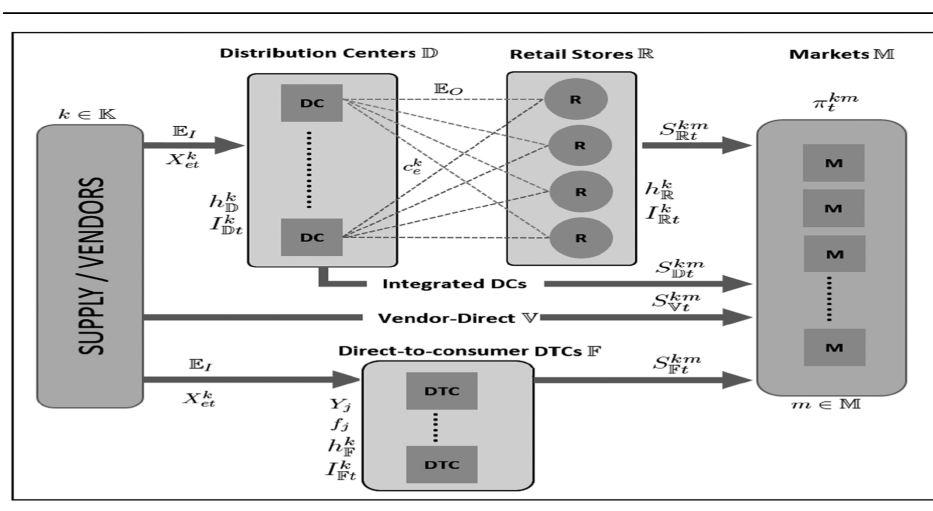 Distribution Centers 𝔻
Retail Stores ℝ
Markets 𝕄
k ∈ 𝕂
𝔼_I
X_{et}^k
DC
𝔼_O
c_e^k
R
R
R
R
S_{ℝt}^{km}
π_t^{km}
M
M
M
M
h_𝔻^k
I_{𝔻t}^k
DC
h_ℝ^k
I_{ℝt}^k
SUPPLY / VENDORS
Integrated DCs
S_{𝔻t}^{km}
Vendor-Direct 𝕍
S_{𝕍t}^{km}
Direct-to-consumer DTCs 𝔽
𝔼_I
X_{et}^k
S_{𝔽t}^{km}
Y_j
f_j
h_𝔽^k
I_{𝔽t}^k
DTC
DTC
m ∈ 𝕄